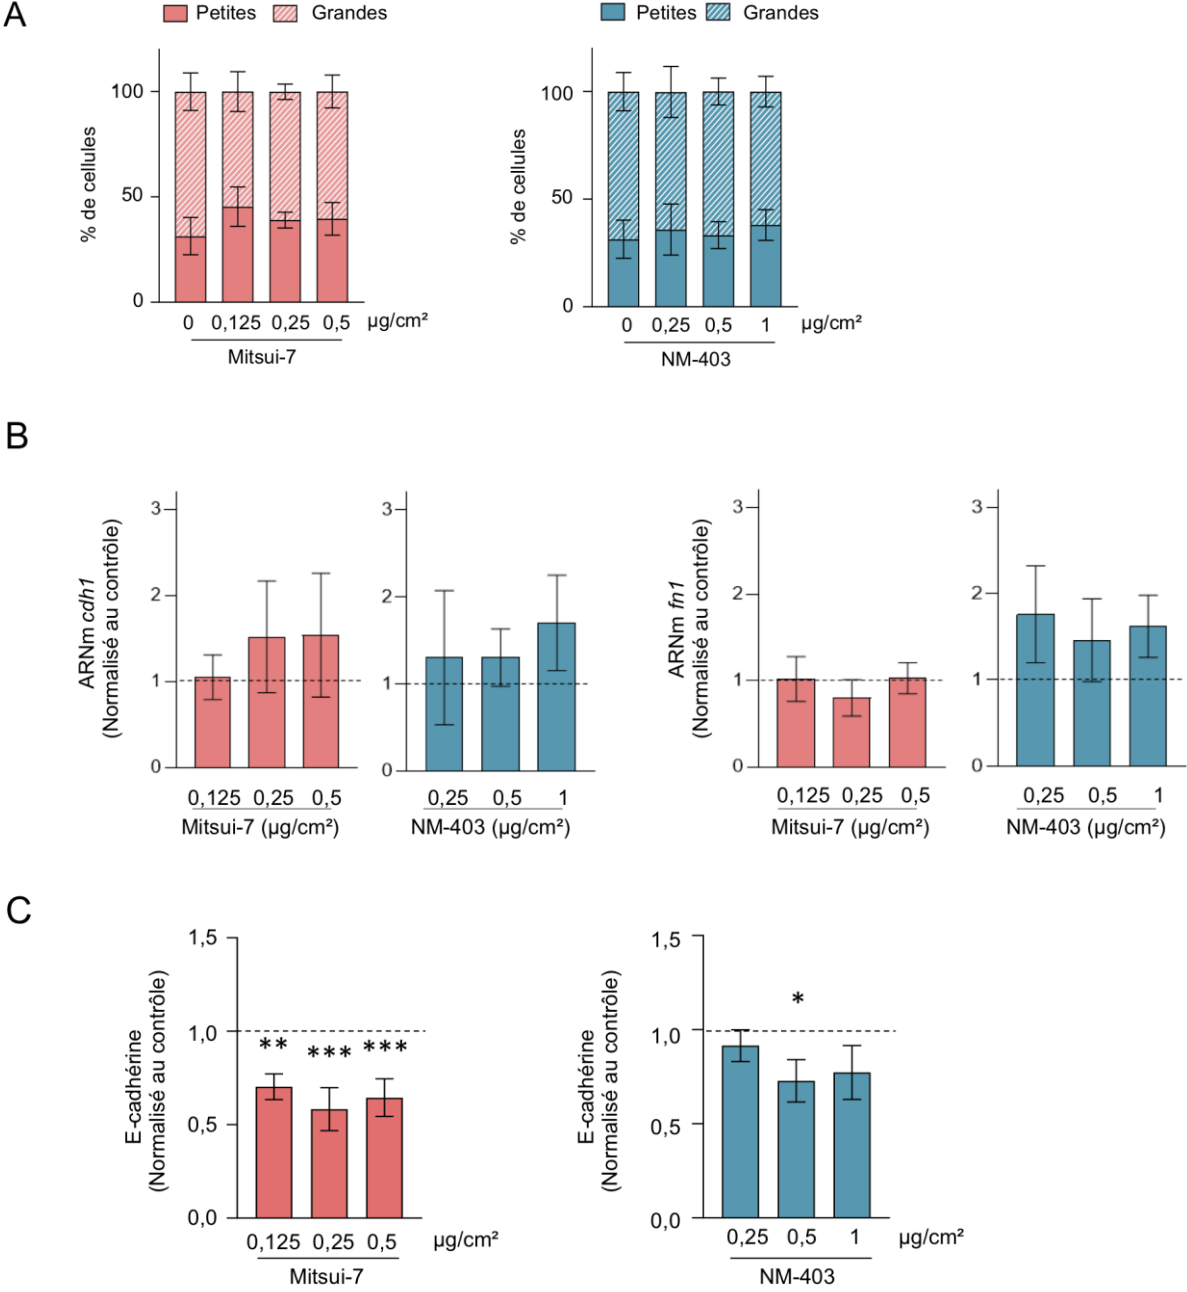 A
Petites Grandes
Petites Grandes
% de cellules
100
50
0
0 0,125 0,25 0,5 µg/cm²
Mitsui-7
% de cellules
100
50
0
0 0,25 0,5 1 µg/cm²
NM-403
B
ARNm cdh1
(Normalisé au contrôle)
3
2
1
0
0,125 0,25 0,5
Mitsui-7 (µg/cm²)
3
2
1
0
0,25 0,5 1
NM-403 (µg/cm²)
ARNm fn1
(Normalisé au contrôle)
3
2
1
0
0,125 0,25 0,5
Mitsui-7 (µg/cm²)
3
2
1
0
0,25 0,5 1
NM-403 (µg/cm²)
C
E-cadhérine
(Normalisé au contrôle)
1,5
1,0
0,5
0,0
** *** ***
0,125 0,25 0,5 µg/cm²
Mitsui-7
E-cadhérine
(Normalisé au contrôle)
1,5
1,0
0,5
0,0
*
0,25 0,5 1 µg/cm²
NM-403